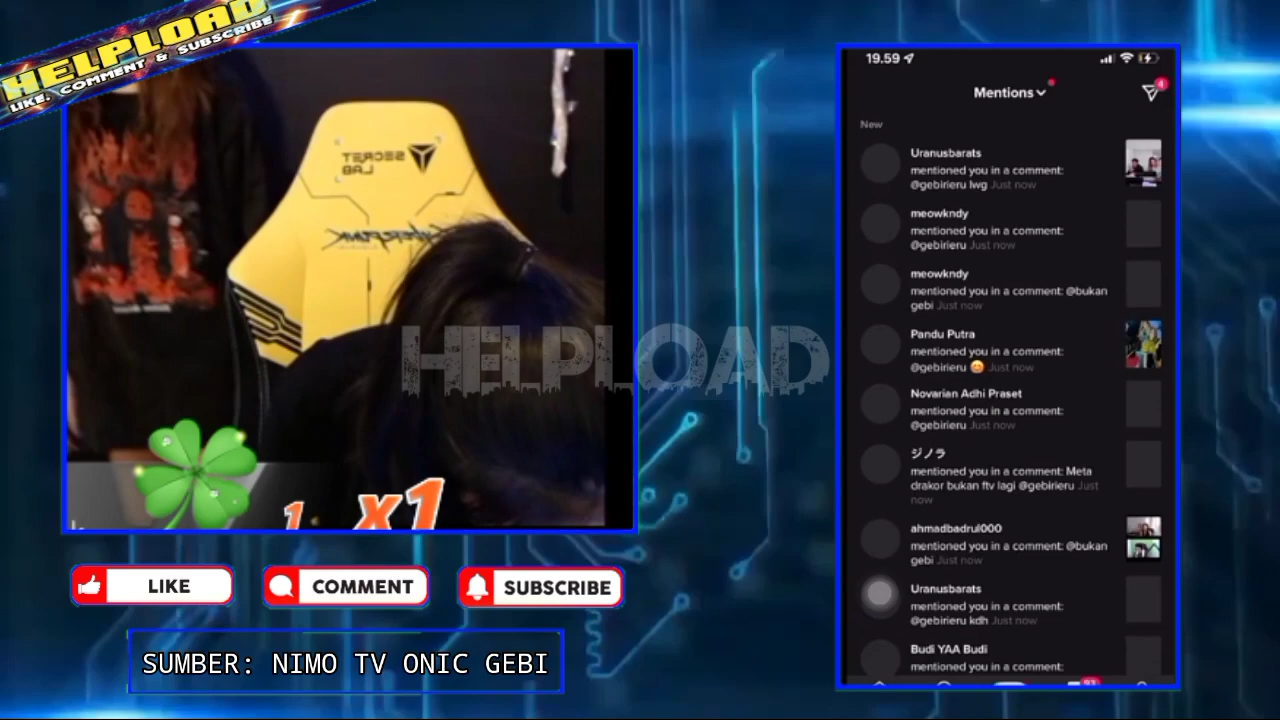 HELPLOAD
LIKE, COMMENT & SUBSCRIBE
SECRET
LAB
1 x1
HELPLOAD
LIKE
COMMENT
SUBSCRIBE
SUMBER: NIMO TV ONIC GEBI
19.59
Mentions
4
New
Uranusbarats
mentioned you in a comment:
@gebirieru lwg Just now
meowkndy
mentioned you in a comment:
@gebirieru Just now
meowkndy
mentioned you in a comment: @bukan
gebi Just now
Pandu Putra
mentioned you in a comment:
@gebirieru 😊 Just now
Novarian Adhi Praset
mentioned you in a comment:
@gebirieru Just now
ジノラ
mentioned you in a comment: Meta
drakor bukan ftv lagi @gebirieru Just
now
ahmadbadrul000
mentioned you in a comment: @bukan
gebi Just now
Uranusbarats
mentioned you in a comment:
@gebirieru kdh Just now
Budi YAA Budi
mentioned you in a comment: